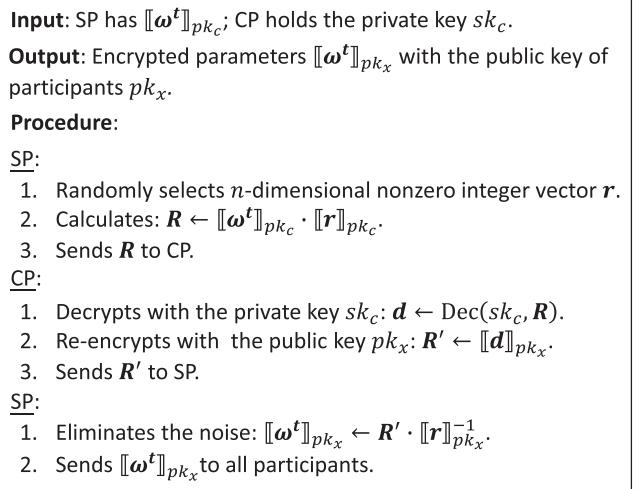 Input: SP has ⟦ω^t⟧_{pk_c}; CP holds the private key sk_c.
Output: Encrypted parameters ⟦ω^t⟧_{pk_x} with the public key of
participants pk_x.
Procedure:
SP:
1. Randomly selects n-dimensional nonzero integer vector r.
2. Calculates: R ← ⟦ω^t⟧_{pk_c} · ⟦r⟧_{pk_c}.
3. Sends R to CP.
CP:
1. Decrypts with the private key sk_c: d ← Dec(sk_c, R).
2. Re-encrypts with the public key pk_x: R′ ← ⟦d⟧_{pk_x}.
3. Sends R′ to SP.
SP:
1. Eliminates the noise: ⟦ω^t⟧_{pk_x} ← R′ · ⟦r⟧_{pk_x}^{-1}.
2. Sends ⟦ω^t⟧_{pk_x} to all participants.